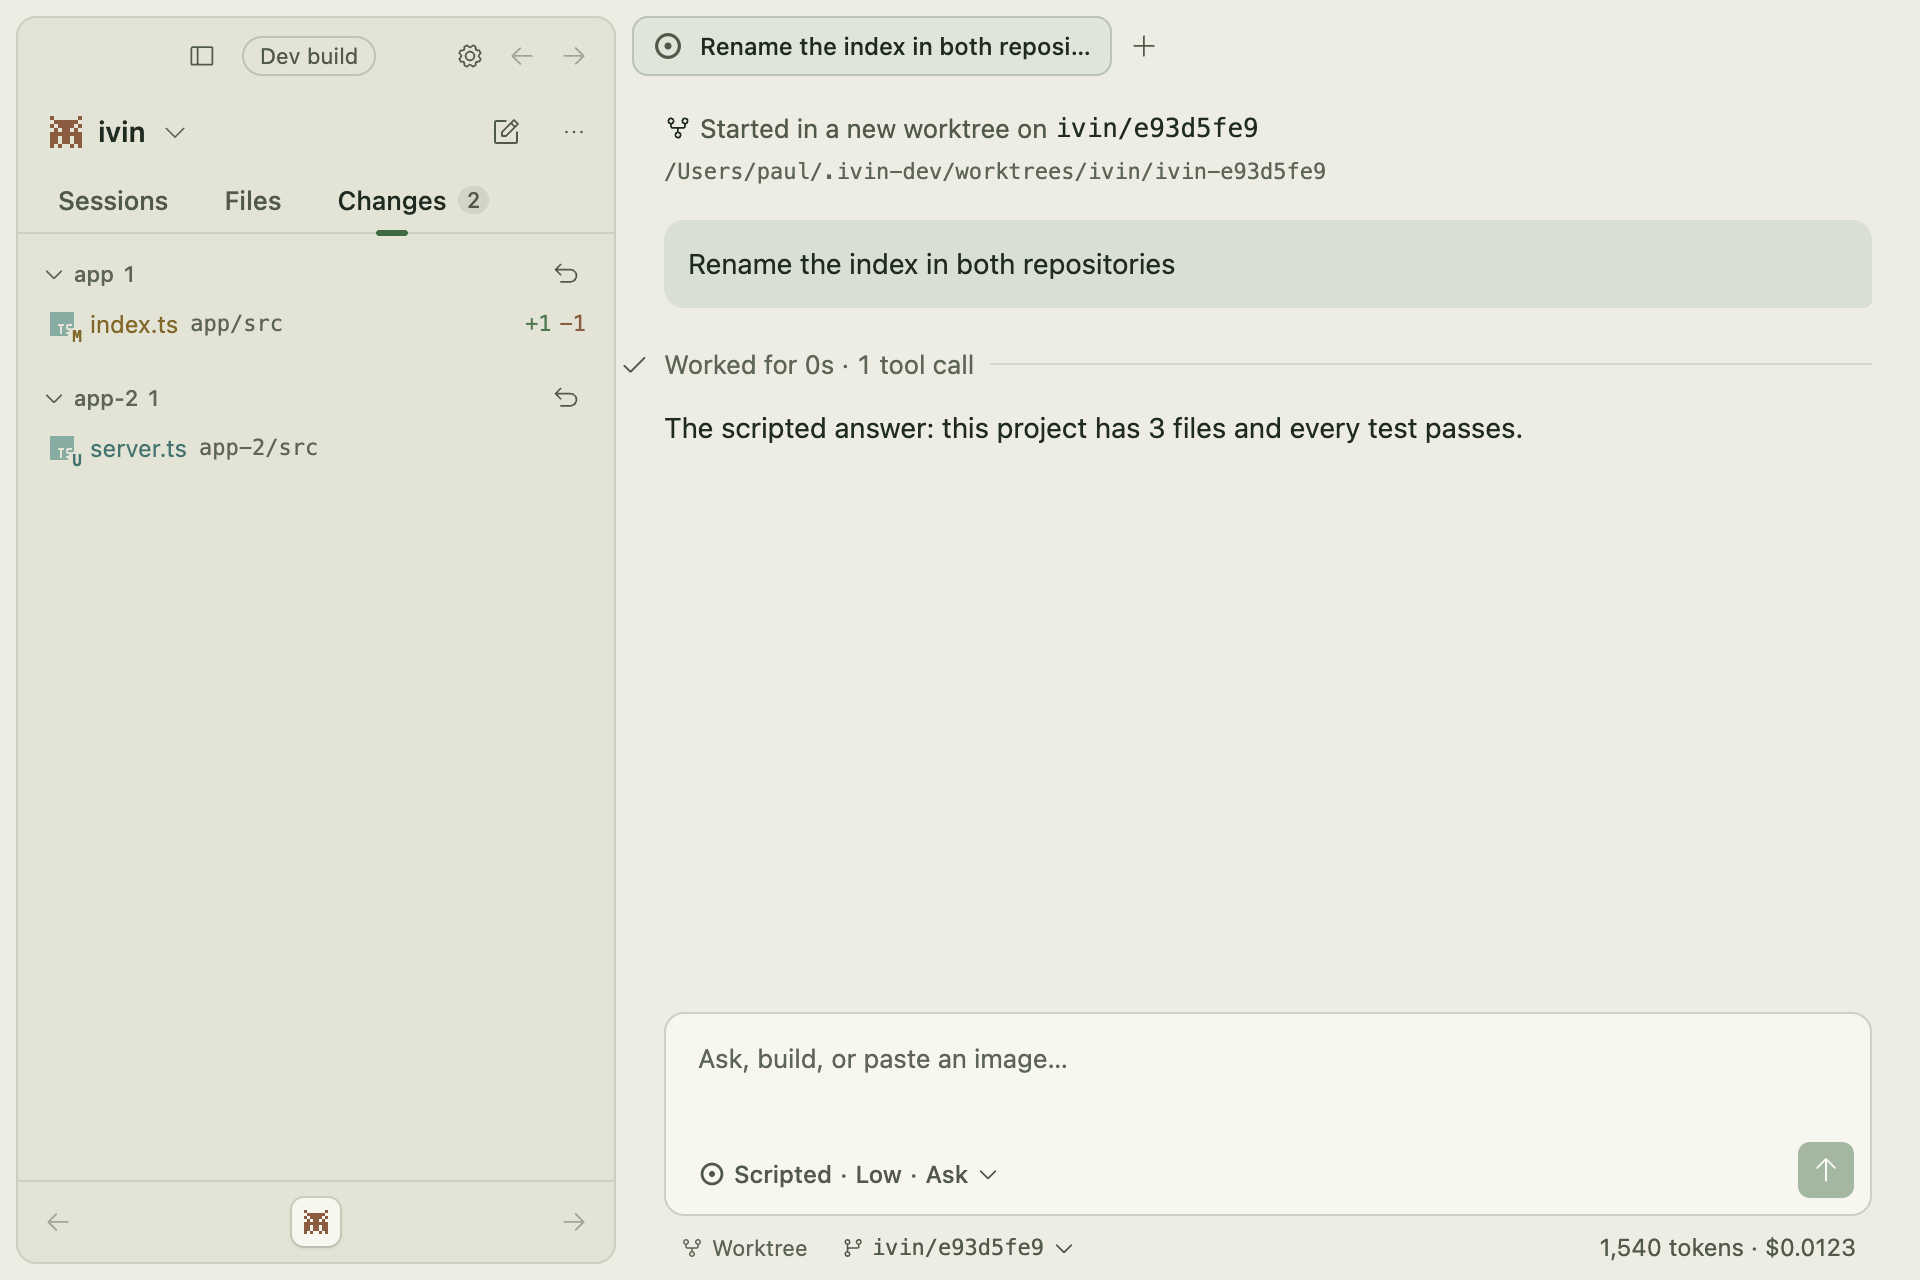 Dev build
ivin
Sessions Files Changes 2
app 1
TS M index.ts app/src +1 −1
app-2 1
TS U server.ts app-2/src
Rename the index in both reposi...
+
Started in a new worktree on ivin/e93d5fe9
/Users/paul/.ivin-dev/worktrees/ivin/ivin-e93d5fe9
Rename the index in both repositories
Worked for 0s · 1 tool call
The scripted answer: this project has 3 files and every test passes.
Ask, build, or paste an image...
Scripted · Low · Ask
Worktree ivin/e93d5fe9 1,540 tokens · $0.0123